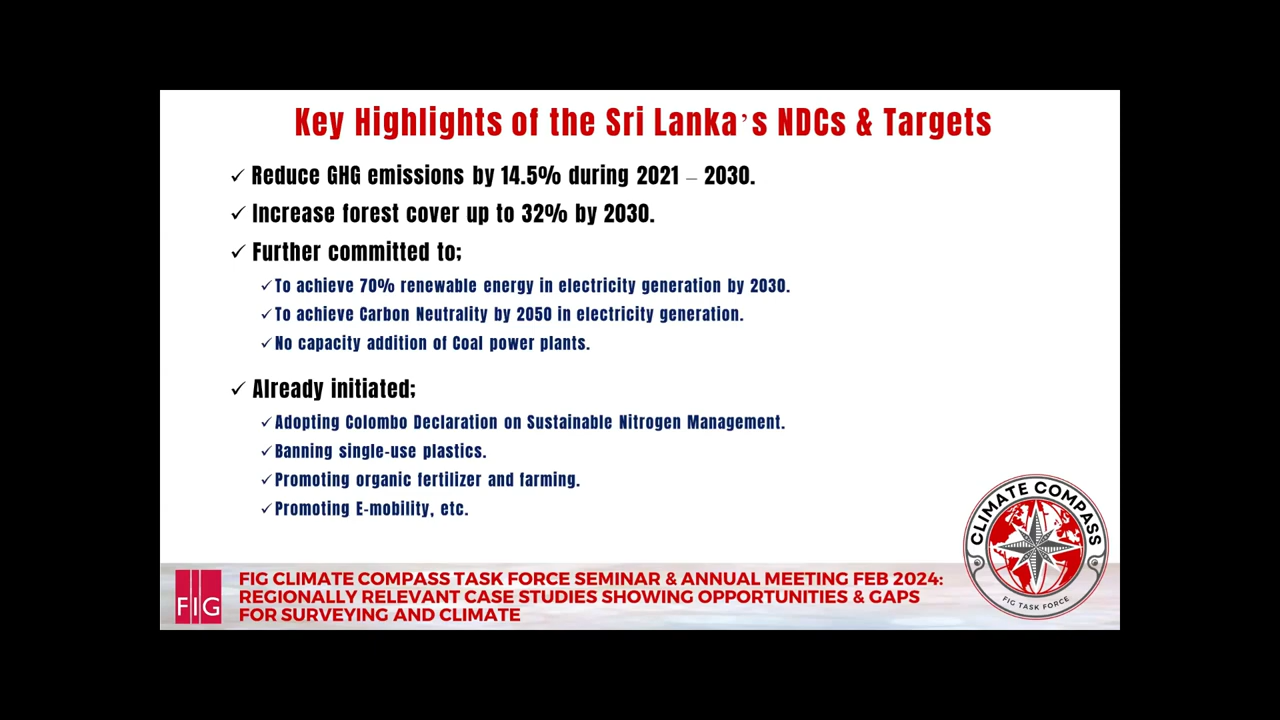 Key Highlights of the Sri Lanka’s NDCs & Targets
✓ Reduce GHG emissions by 14.5% during 2021 – 2030.
✓ Increase forest cover up to 32% by 2030.
✓ Further committed to;
✓To achieve 70% renewable energy in electricity generation by 2030.
✓To achieve Carbon Neutrality by 2050 in electricity generation.
✓No capacity addition of Coal power plants.
✓ Already initiated;
✓Adopting Colombo Declaration on Sustainable Nitrogen Management.
✓Banning single-use plastics.
✓Promoting organic fertilizer and farming.
✓Promoting E-mobility, etc.
CLIMATE COMPASS
FIG TASK FORCE
FIG
FIG CLIMATE COMPASS TASK FORCE SEMINAR & ANNUAL MEETING FEB 2024:
REGIONALLY RELEVANT CASE STUDIES SHOWING OPPORTUNITIES & GAPS
FOR SURVEYING AND CLIMATE